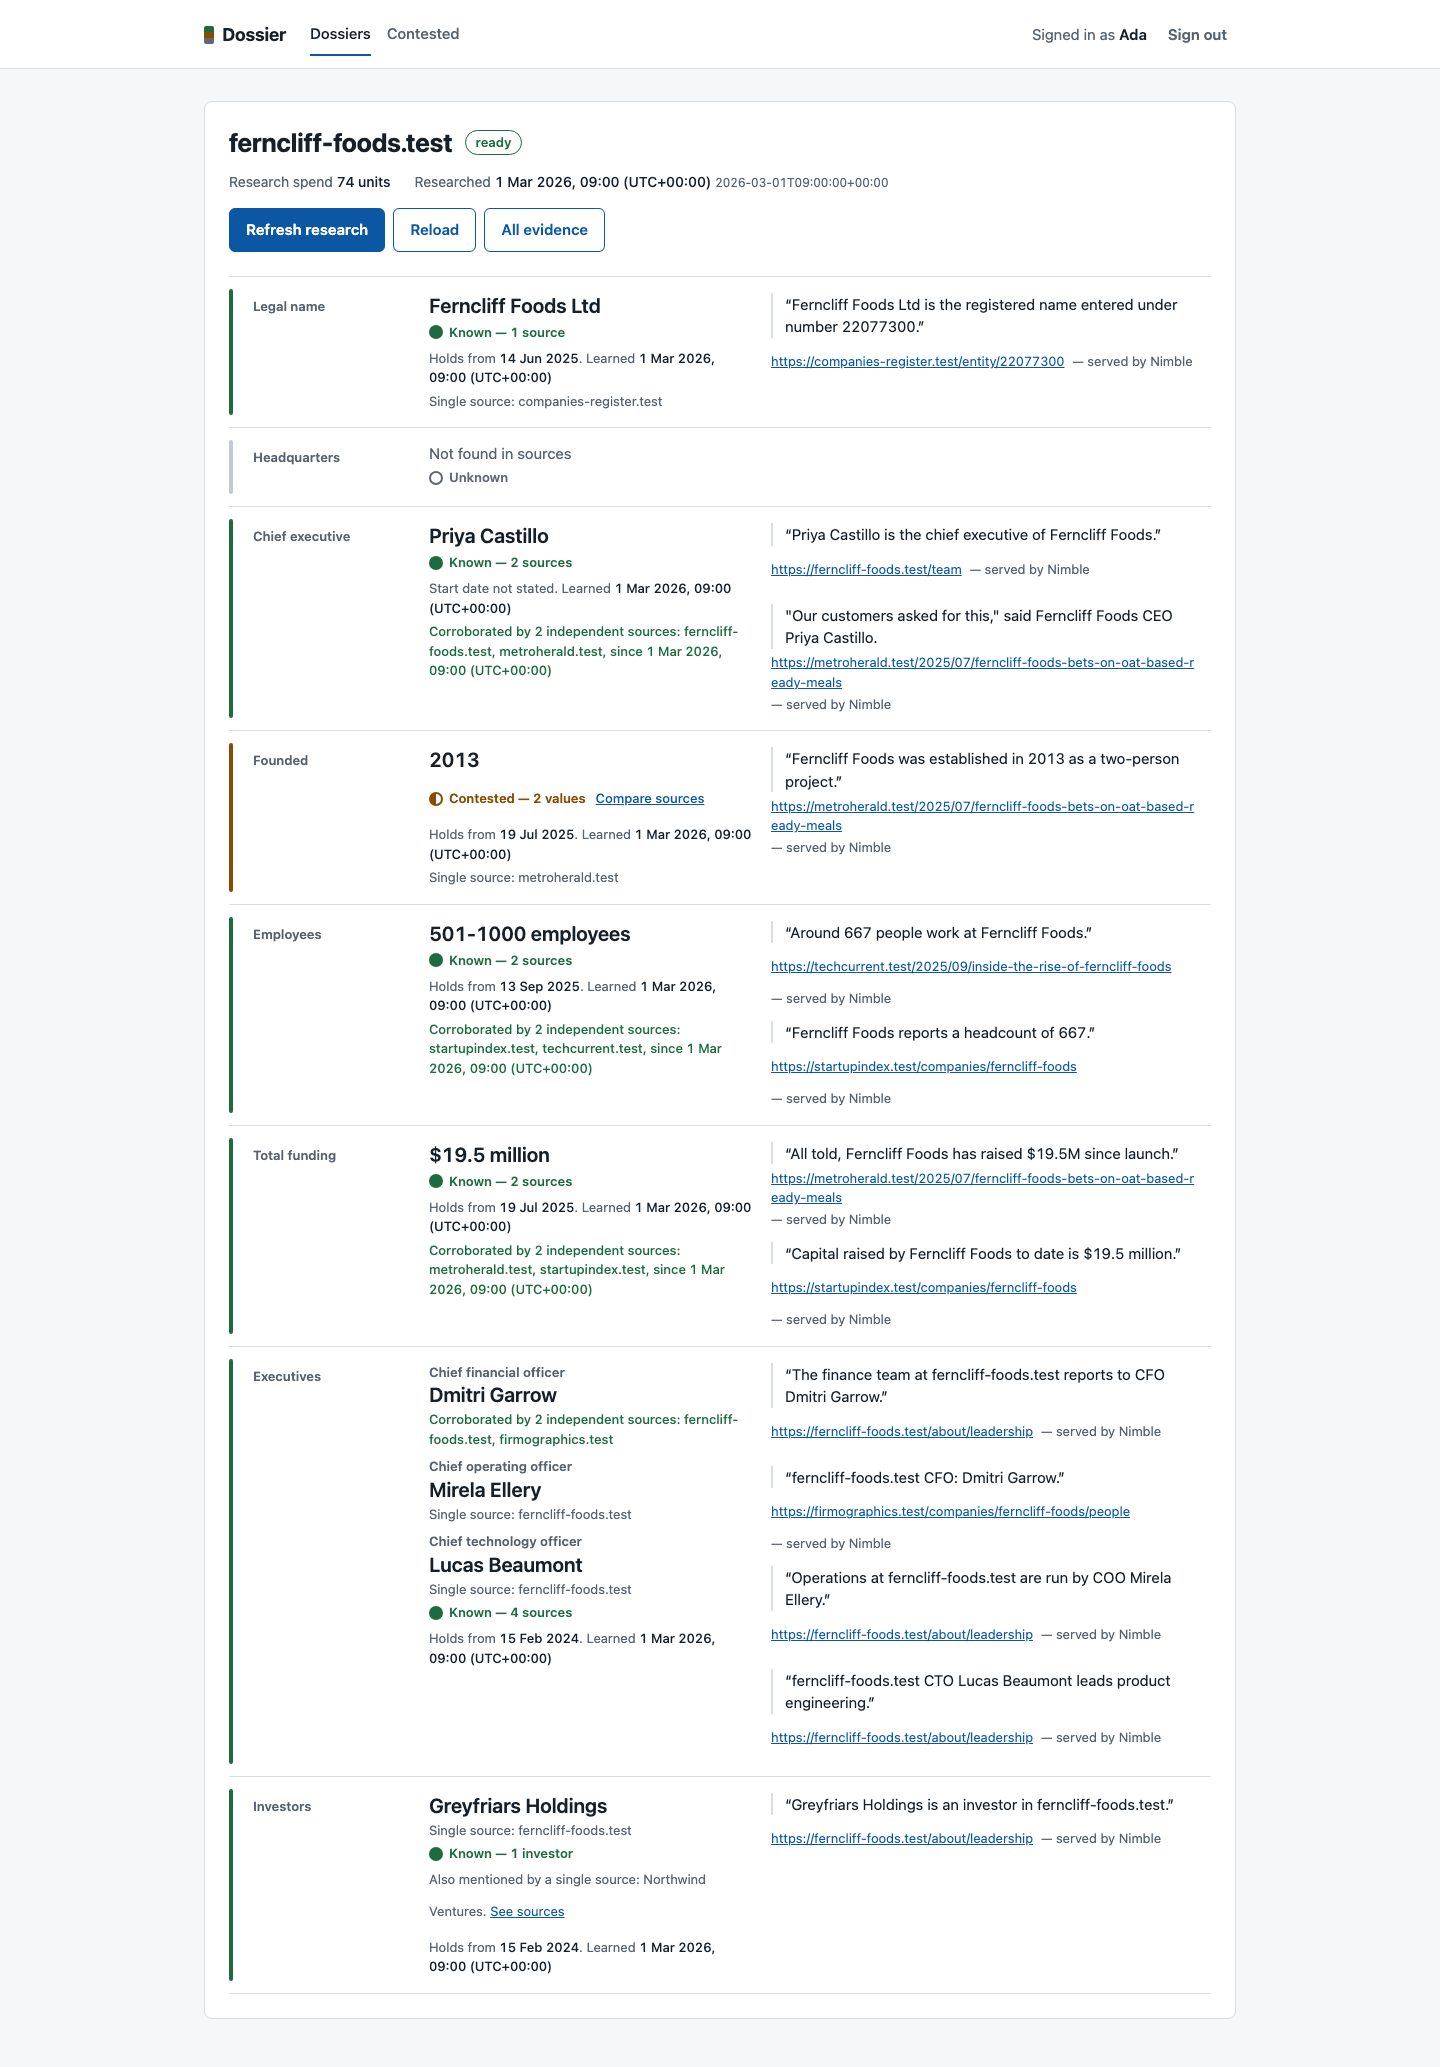 Dossier
Dossiers
Contested
Signed in as Ada
Sign out
ferncliff-foods.test
ready
Research spend 74 units
Researched 1 Mar 2026, 09:00 (UTC+00:00) 2026-03-01T09:00:00+00:00
Refresh research
Reload
All evidence
Legal name
Ferncliff Foods Ltd
Known — 1 source
Holds from 14 Jun 2025. Learned 1 Mar 2026,
09:00 (UTC+00:00)
Single source: companies-register.test
“Ferncliff Foods Ltd is the registered name entered under
number 22077300.”
https://companies-register.test/entity/22077300 — served by Nimble
Headquarters
Not found in sources
Unknown
Chief executive
Priya Castillo
Known — 2 sources
Start date not stated. Learned 1 Mar 2026, 09:00
(UTC+00:00)
Corroborated by 2 independent sources: ferncliff-
foods.test, metroherald.test, since 1 Mar 2026,
09:00 (UTC+00:00)
“Priya Castillo is the chief executive of Ferncliff Foods.”
https://ferncliff-foods.test/team — served by Nimble
"Our customers asked for this," said Ferncliff Foods CEO
Priya Castillo.
https://metroherald.test/2025/07/ferncliff-foods-bets-on-oat-based-r
eady-meals
— served by Nimble
Founded
2013
Contested — 2 values Compare sources
Holds from 19 Jul 2025. Learned 1 Mar 2026, 09:00
(UTC+00:00)
Single source: metroherald.test
“Ferncliff Foods was established in 2013 as a two-person
project.”
https://metroherald.test/2025/07/ferncliff-foods-bets-on-oat-based-r
eady-meals
— served by Nimble
Employees
501-1000 employees
Known — 2 sources
Holds from 13 Sep 2025. Learned 1 Mar 2026,
09:00 (UTC+00:00)
Corroborated by 2 independent sources:
startupindex.test, techcurrent.test, since 1 Mar
2026, 09:00 (UTC+00:00)
“Around 667 people work at Ferncliff Foods.”
https://techcurrent.test/2025/09/inside-the-rise-of-ferncliff-foods
— served by Nimble
“Ferncliff Foods reports a headcount of 667.”
https://startupindex.test/companies/ferncliff-foods
— served by Nimble
Total funding
$19.5 million
Known — 2 sources
Holds from 19 Jul 2025. Learned 1 Mar 2026, 09:00
(UTC+00:00)
Corroborated by 2 independent sources:
metroherald.test, startupindex.test, since 1 Mar
2026, 09:00 (UTC+00:00)
“All told, Ferncliff Foods has raised $19.5M since launch.”
https://metroherald.test/2025/07/ferncliff-foods-bets-on-oat-based-r
eady-meals
— served by Nimble
“Capital raised by Ferncliff Foods to date is $19.5 million.”
https://startupindex.test/companies/ferncliff-foods
— served by Nimble
Executives
Chief financial officer
Dmitri Garrow
Corroborated by 2 independent sources: ferncliff-
foods.test, firmographics.test
Chief operating officer
Mirela Ellery
Single source: ferncliff-foods.test
Chief technology officer
Lucas Beaumont
Single source: ferncliff-foods.test
Known — 4 sources
Holds from 15 Feb 2024. Learned 1 Mar 2026,
09:00 (UTC+00:00)
“The finance team at ferncliff-foods.test reports to CFO
Dmitri Garrow.”
https://ferncliff-foods.test/about/leadership — served by Nimble
“ferncliff-foods.test CFO: Dmitri Garrow.”
https://firmographics.test/companies/ferncliff-foods/people
— served by Nimble
“Operations at ferncliff-foods.test are run by COO Mirela
Ellery.”
https://ferncliff-foods.test/about/leadership — served by Nimble
“ferncliff-foods.test CTO Lucas Beaumont leads product
engineering.”
https://ferncliff-foods.test/about/leadership — served by Nimble
Investors
Greyfriars Holdings
Single source: ferncliff-foods.test
Known — 1 investor
Also mentioned by a single source: Northwind
Ventures. See sources
Holds from 15 Feb 2024. Learned 1 Mar 2026,
09:00 (UTC+00:00)
“Greyfriars Holdings is an investor in ferncliff-foods.test.”
https://ferncliff-foods.test/about/leadership — served by Nimble